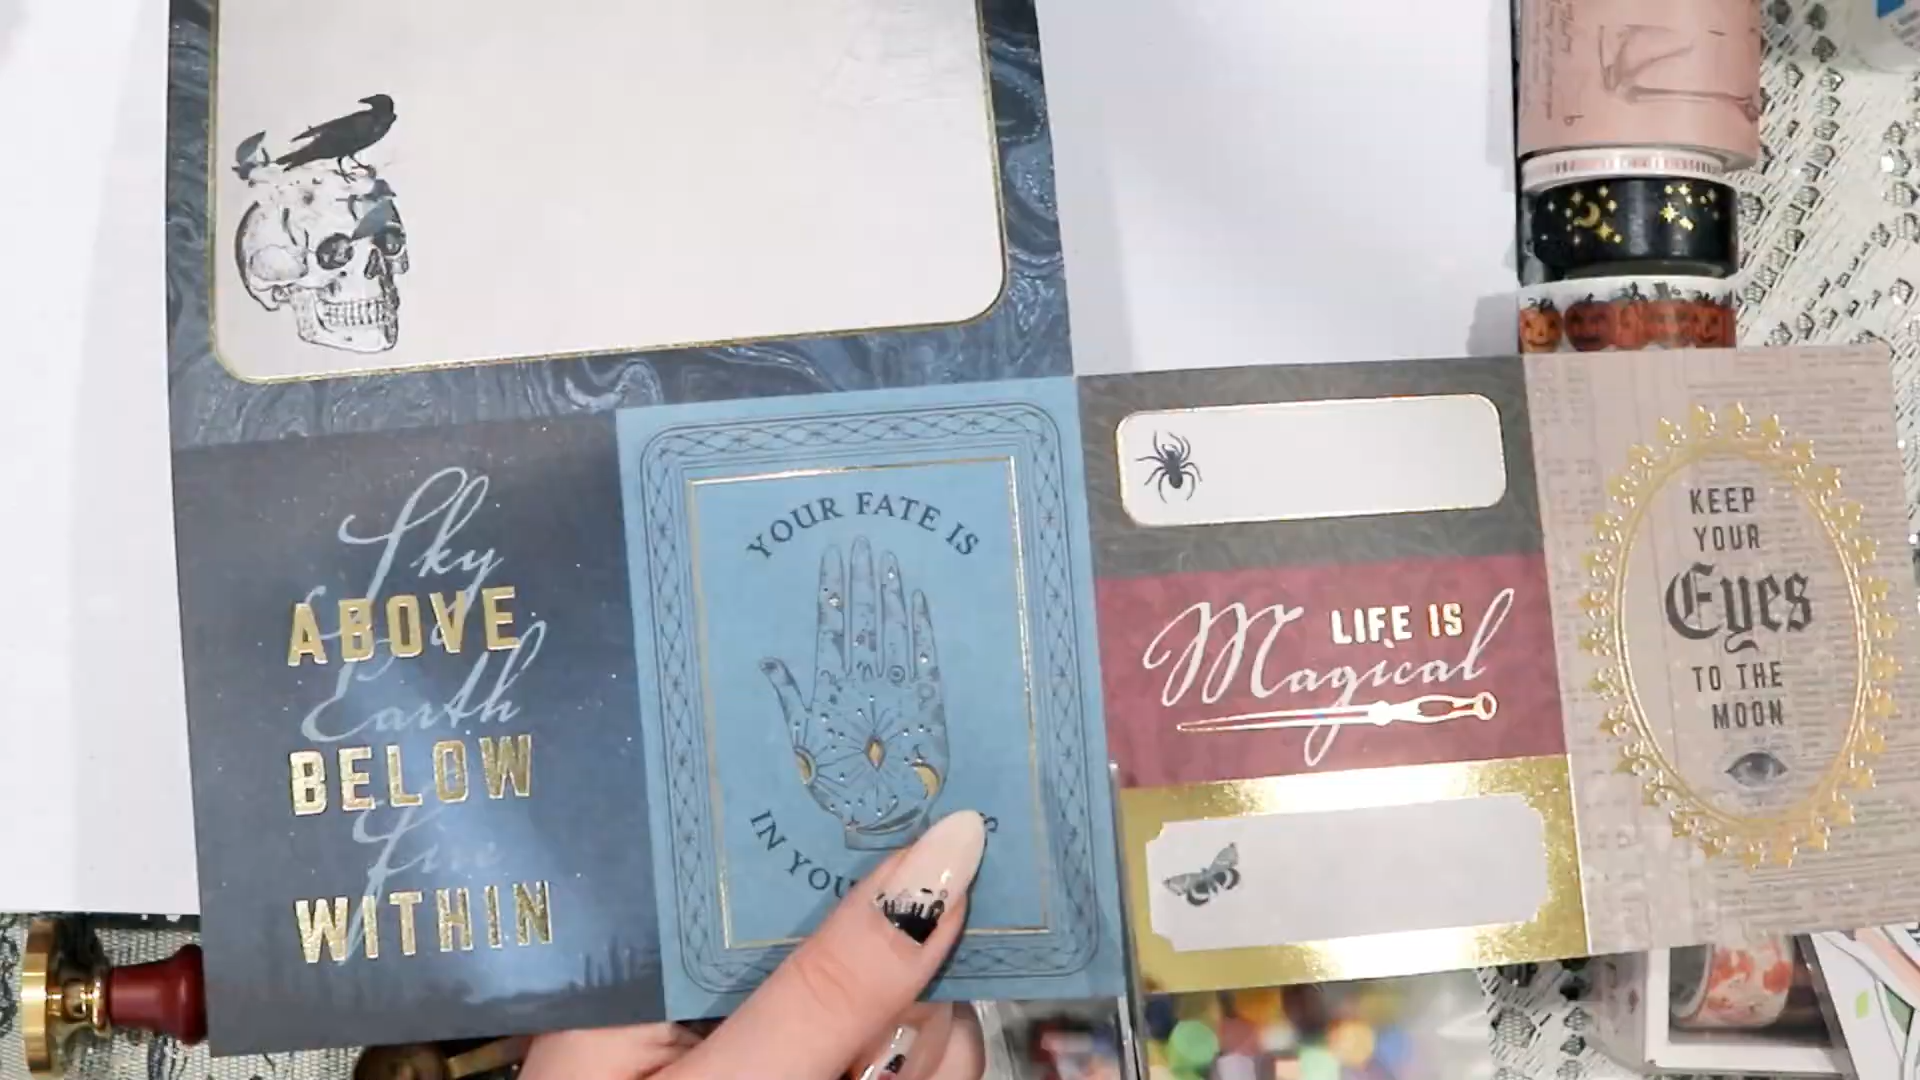 Sky
ABOVE
Earth
BELOW
Fire
WITHIN
YOUR FATE IS
IN YOU
LIFE IS
Magical
KEEP
YOUR
Eyes
TO THE
MOON